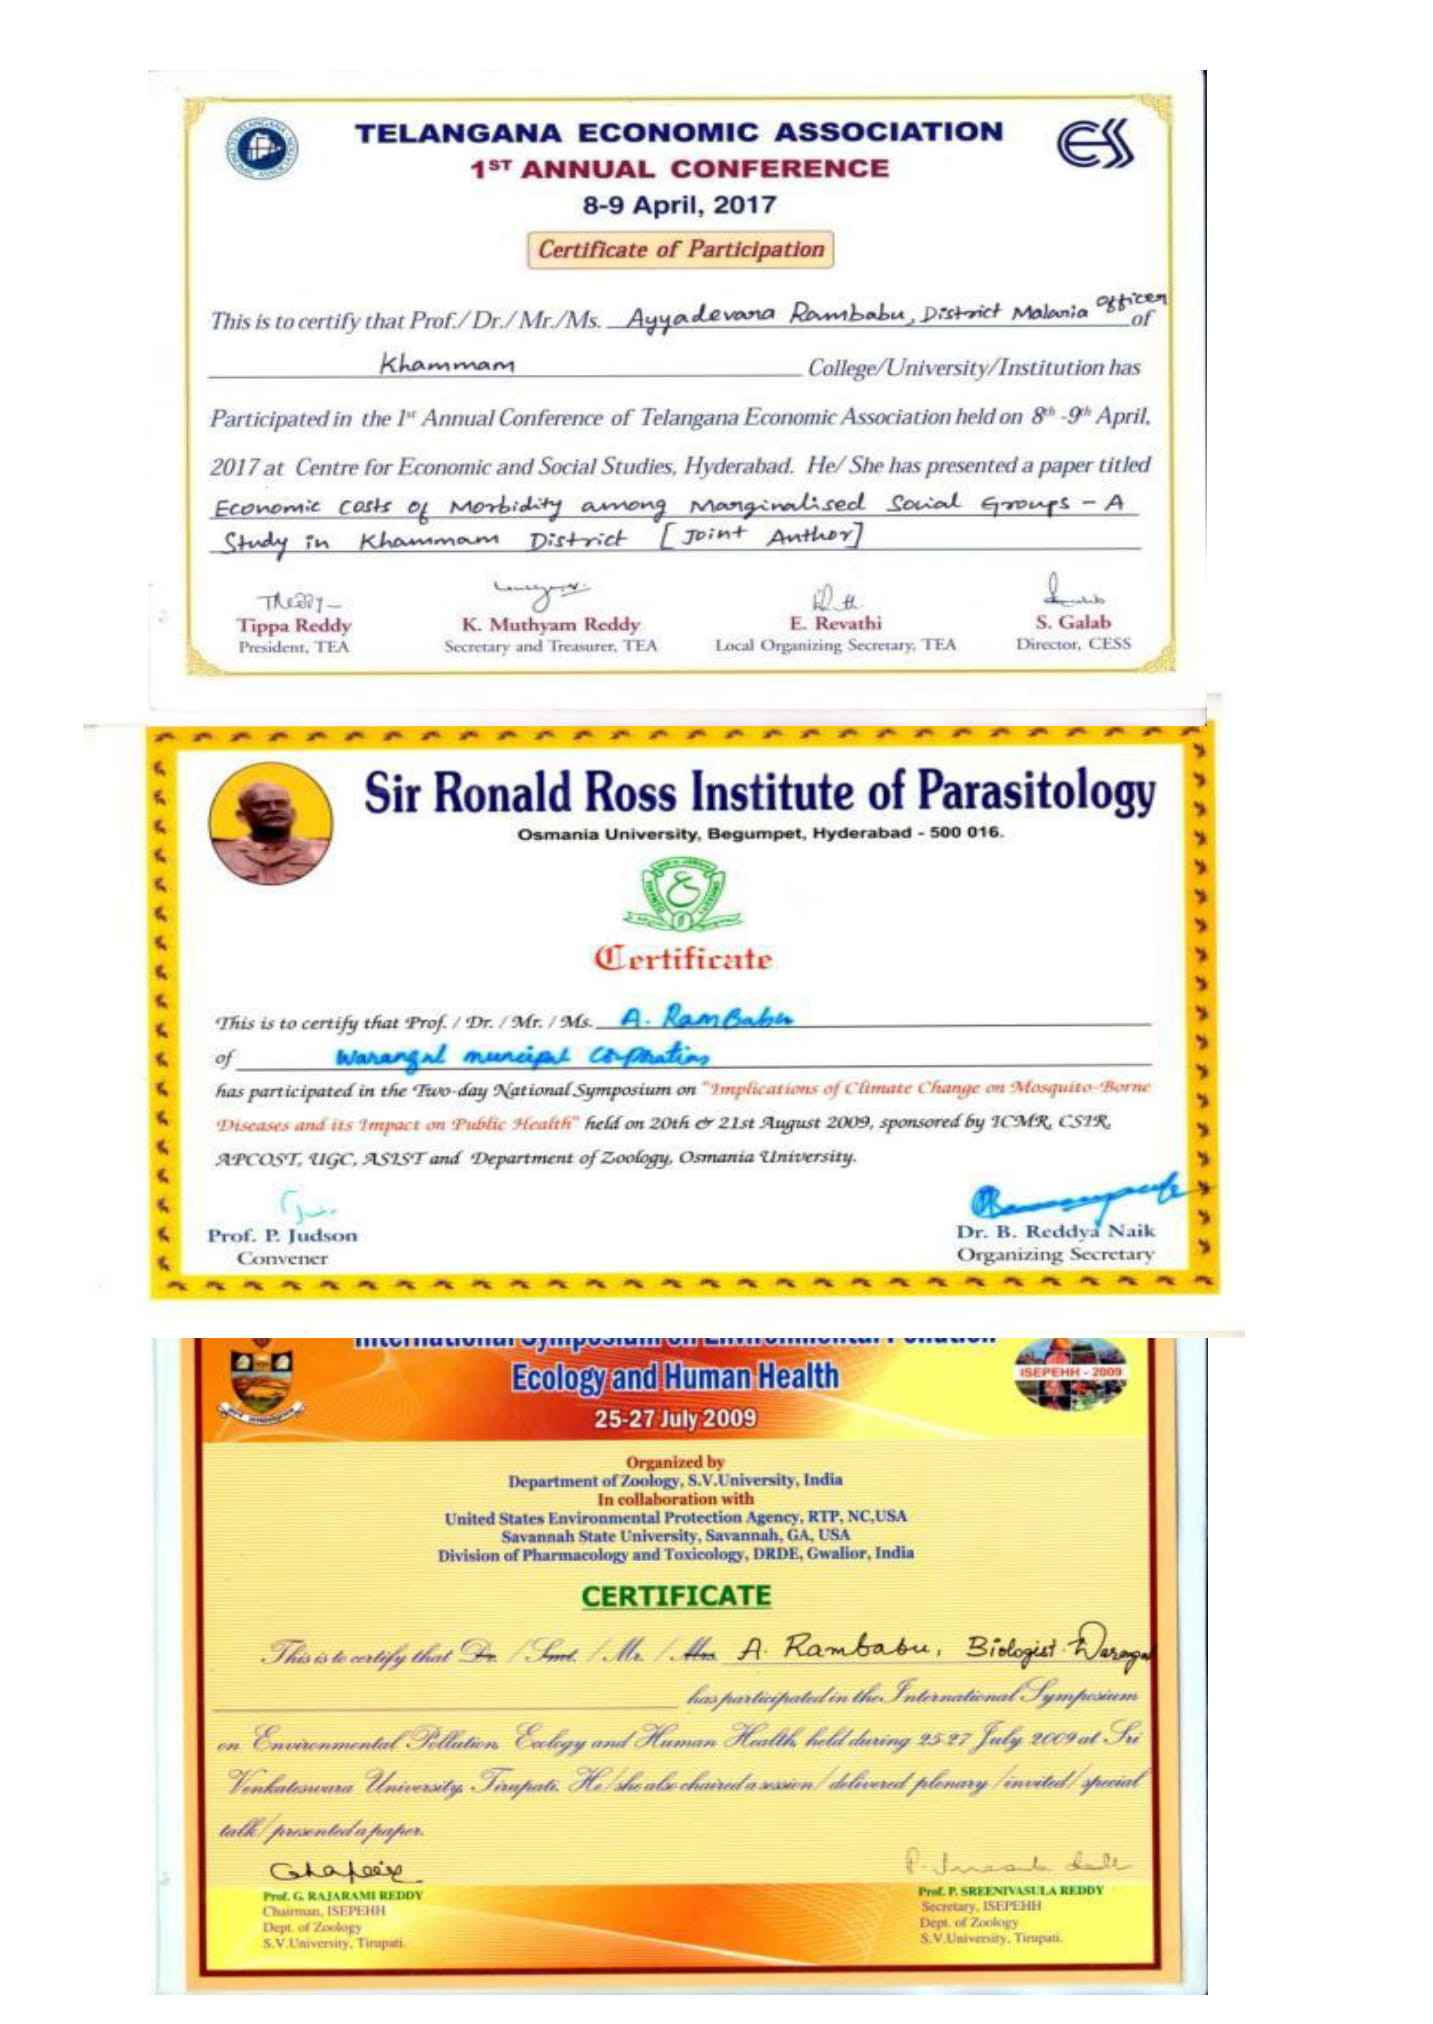 TELANGANA ECONOMIC ASSOCIATION
1ST ANNUAL CONFERENCE
8-9 April, 2017
Certificate of Participation
This is to certify that Prof./Dr./Mr./Ms. Ayyadevara Rambabu, District Malaria Officer of
Khammam College/University/Institution has
Participated in the 1st Annual Conference of Telangana Economic Association held on 8th -9th April,
2017 at Centre for Economic and Social Studies, Hyderabad. He/ She has presented a paper titled
Economic Costs of Morbidity among Marginalised Social Groups - A
Study in Khammam District [Joint Author]
Tippa Reddy
President, TEA
K. Muthyam Reddy
Secretary and Treasurer, TEA
E. Revathi
Local Organizing Secretary, TEA
S. Galab
Director, CESS
Sir Ronald Ross Institute of Parasitology
Osmania University, Begumpet, Hyderabad - 500 016.
Certificate
This is to certify that Prof. / Dr. / Mr. / Ms. A. RamBabu
of Warangal muncipal Corporation
has participated in the Two-day National Symposium on "Implications of Climate Change on Mosquito-Borne
Diseases and its Impact on Public Health" held on 20th & 21st August 2009, sponsored by ICMR, CSIR,
APCOST, UGC, ASIST and Department of Zoology, Osmania University.
Prof. P. Judson
Convener
Dr. B. Reddya Naik
Organizing Secretary
International Symposium on Environmental Pollution
Ecology and Human Health
25-27 July 2009
ISEPEHH - 2009
Organized by
Department of Zoology, S.V.University, India
In collaboration with
United States Environmental Protection Agency, RTP, NC,USA
Savannah State University, Savannah, GA, USA
Division of Pharmacology and Toxicology, DRDE, Gwalior, India
CERTIFICATE
This is to certify that Dr. / Smt. / Mr. / Mrs A. Rambabu, Biologist Warangal
has participated in the International Symposium
on Environmental Pollution, Ecology and Human Health, held during 25-27 July 2009 at Sri
Venkateswara University, Tirupati. He/she also chaired a session/ delivered plenary /invited/ special
talk/ presented a paper.
Prof. G. RAJARAMI REDDY
Chairman, ISEPEHH
Dept. of Zoology
S.V.University, Tirupati.
Prof. P. SREENIVASULA REDDY
Secretary, ISEPEHH
Dept. of Zoology
S.V.University, Tirupati.